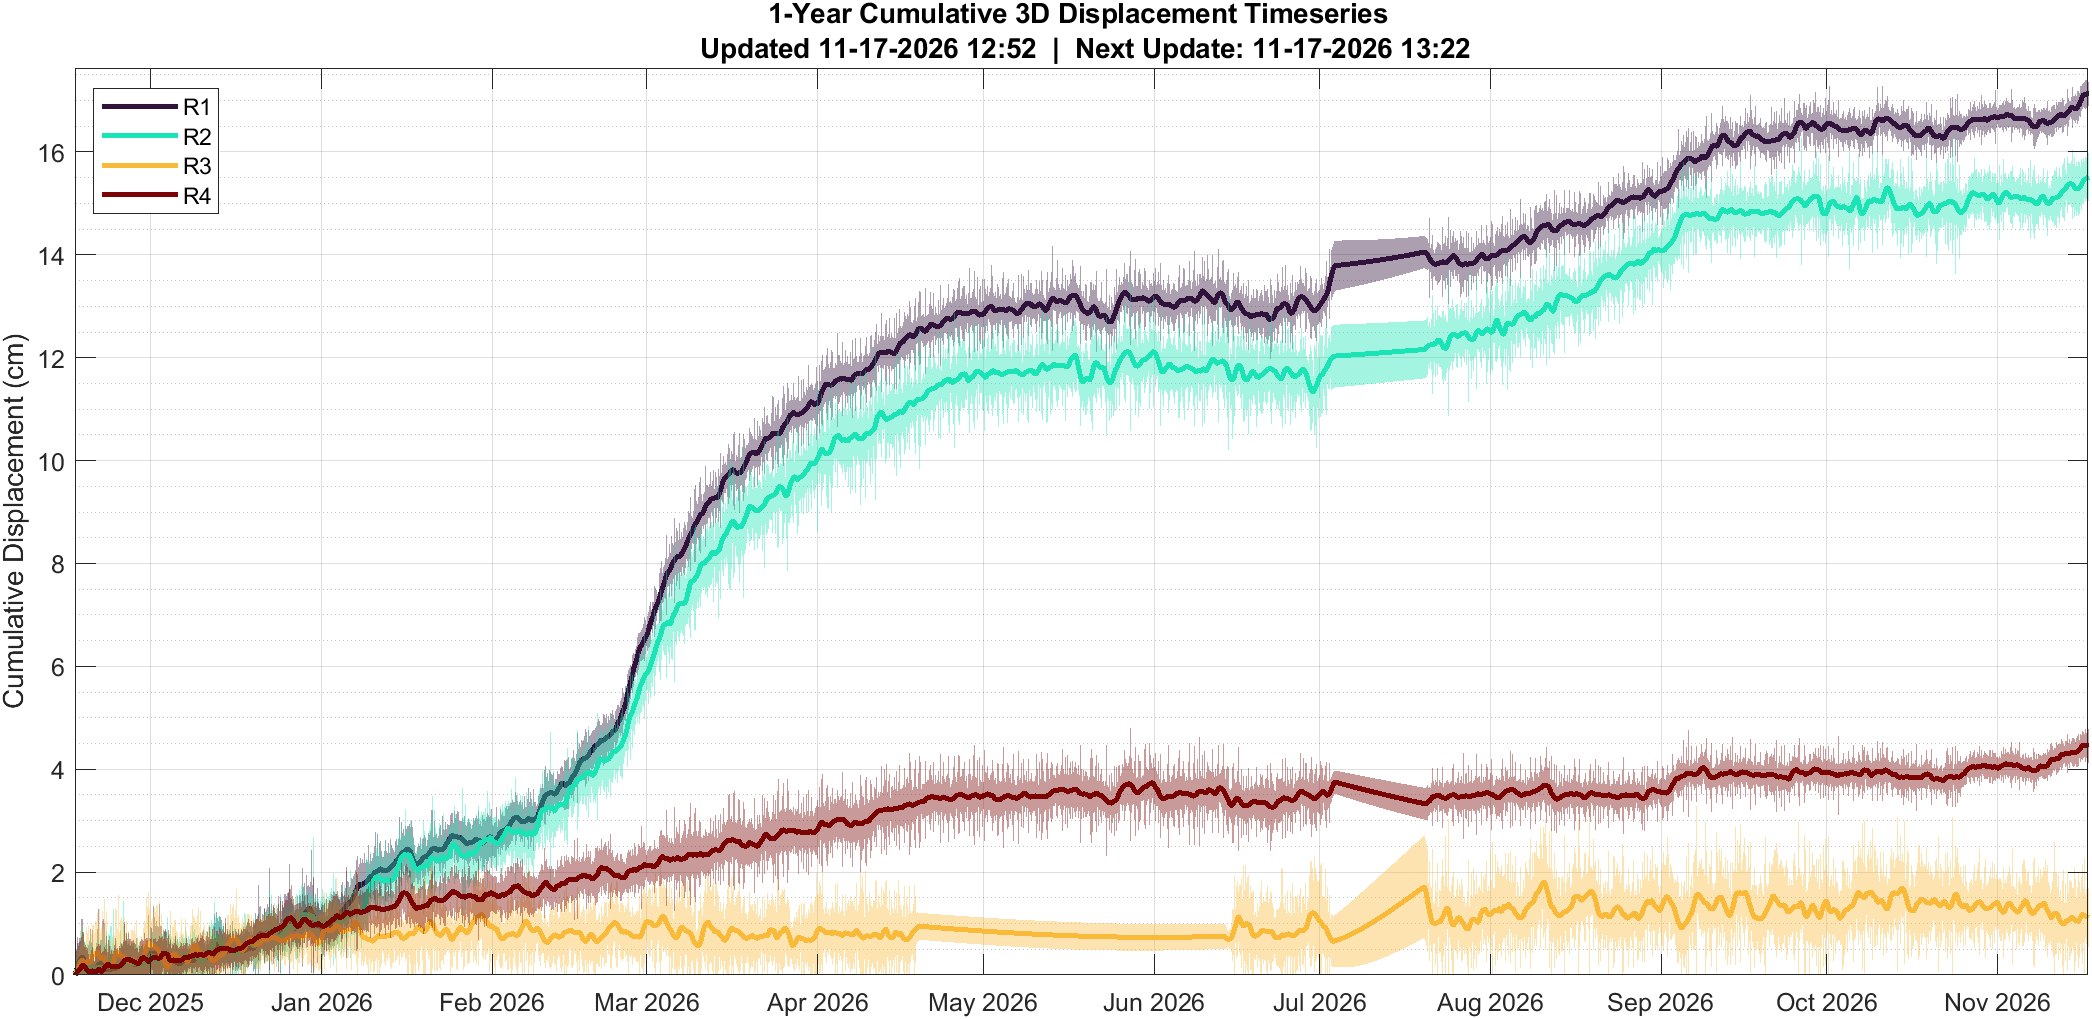 1-Year Cumulative 3D Displacement Timeseries
Updated 11-17-2026 12:52 | Next Update: 11-17-2026 13:22
R1
R2
R3
R4
Cumulative Displacement (cm)
16
14
12
10
8
6
4
2
0
Dec 2025 Jan 2026 Feb 2026 Mar 2026 Apr 2026 May 2026 Jun 2026 Jul 2026 Aug 2026 Sep 2026 Oct 2026 Nov 2026